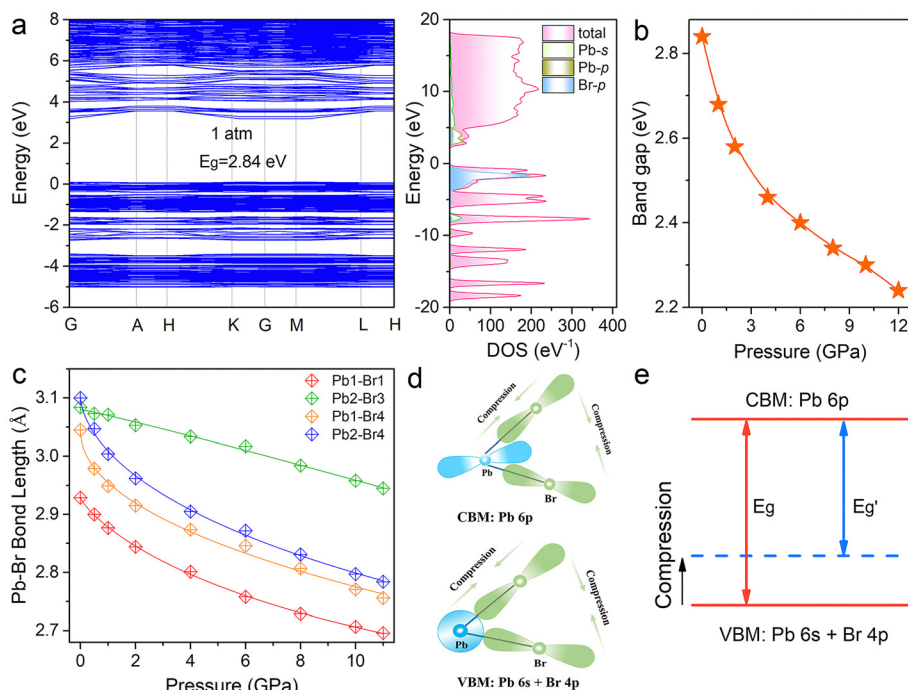 a
8
6
4
2
0
-2
-4
-6
Energy (eV)
1 atm
Eg=2.84 eV
G A H K G M L H
20
10
0
-10
-20
Energy (eV)
total
Pb-s
Pb-p
Br-p
0 100 200 300 400
DOS (eV-1)
b
2.8
2.6
2.4
2.2
Band gap (eV)
0 3 6 9 12
Pressure (GPa)
c
3.1
3.0
2.9
2.8
2.7
Pb-Br Bond Length (Å)
Pb1-Br1
Pb2-Br3
Pb1-Br4
Pb2-Br4
0 2 4 6 8 10
Pressure (GPa)
d
Compression
Compression
Pb
Br
CBM: Pb 6p
Compression
Compression
Pb
Br
VBM: Pb 6s + Br 4p
e
CBM: Pb 6p
Eg
Eg'
Compression
VBM: Pb 6s + Br 4p